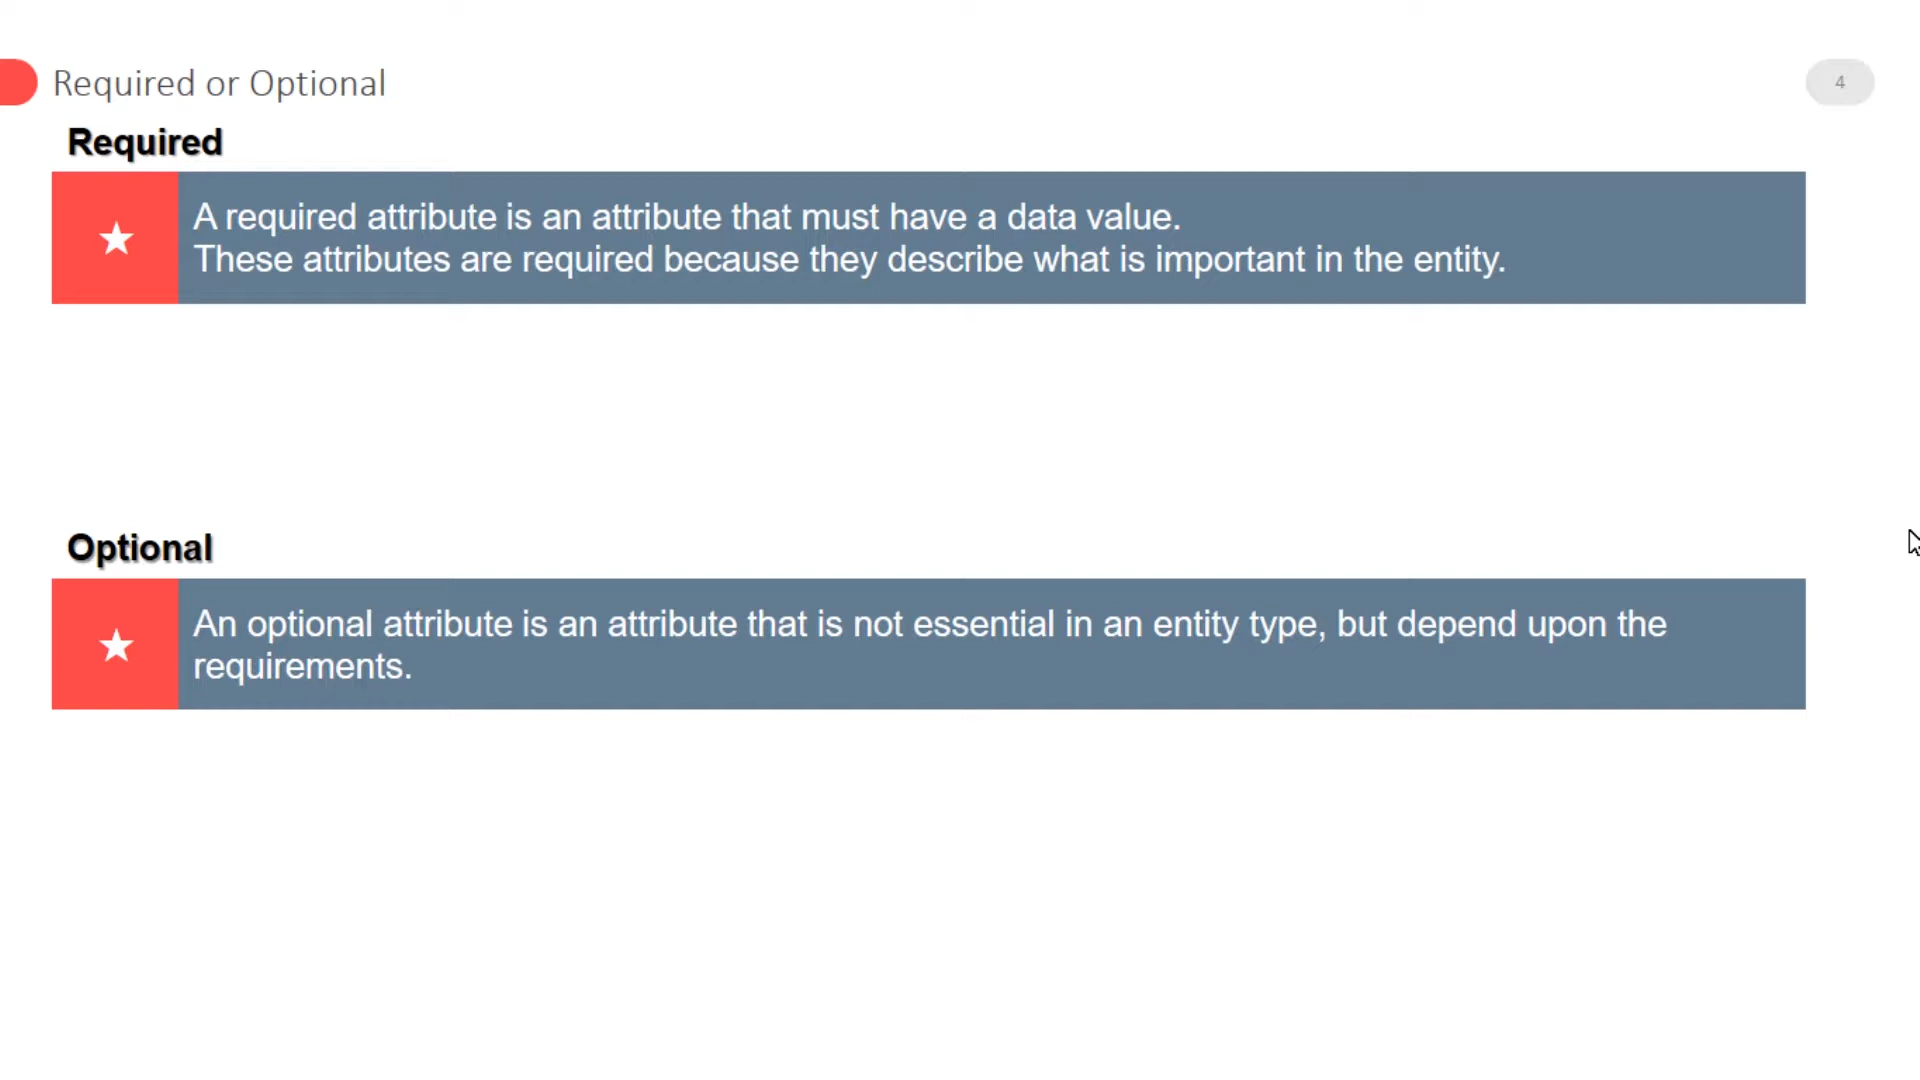 Required or Optional
4
Required
A required attribute is an attribute that must have a data value.
These attributes are required because they describe what is important in the entity.
Optional
An optional attribute is an attribute that is not essential in an entity type, but depend upon the
requirements.